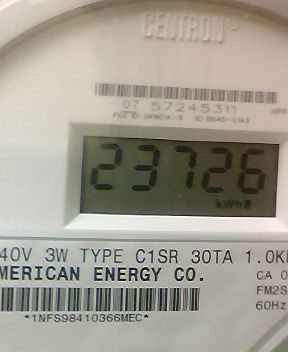 CENTRON®
07 57245311
23726
kWh
40V 3W TYPE C1SR 30TA 1.0K
MERICAN ENERGY CO.
CA 0
FM2S
60Hz
*1NFS98410366MEC*